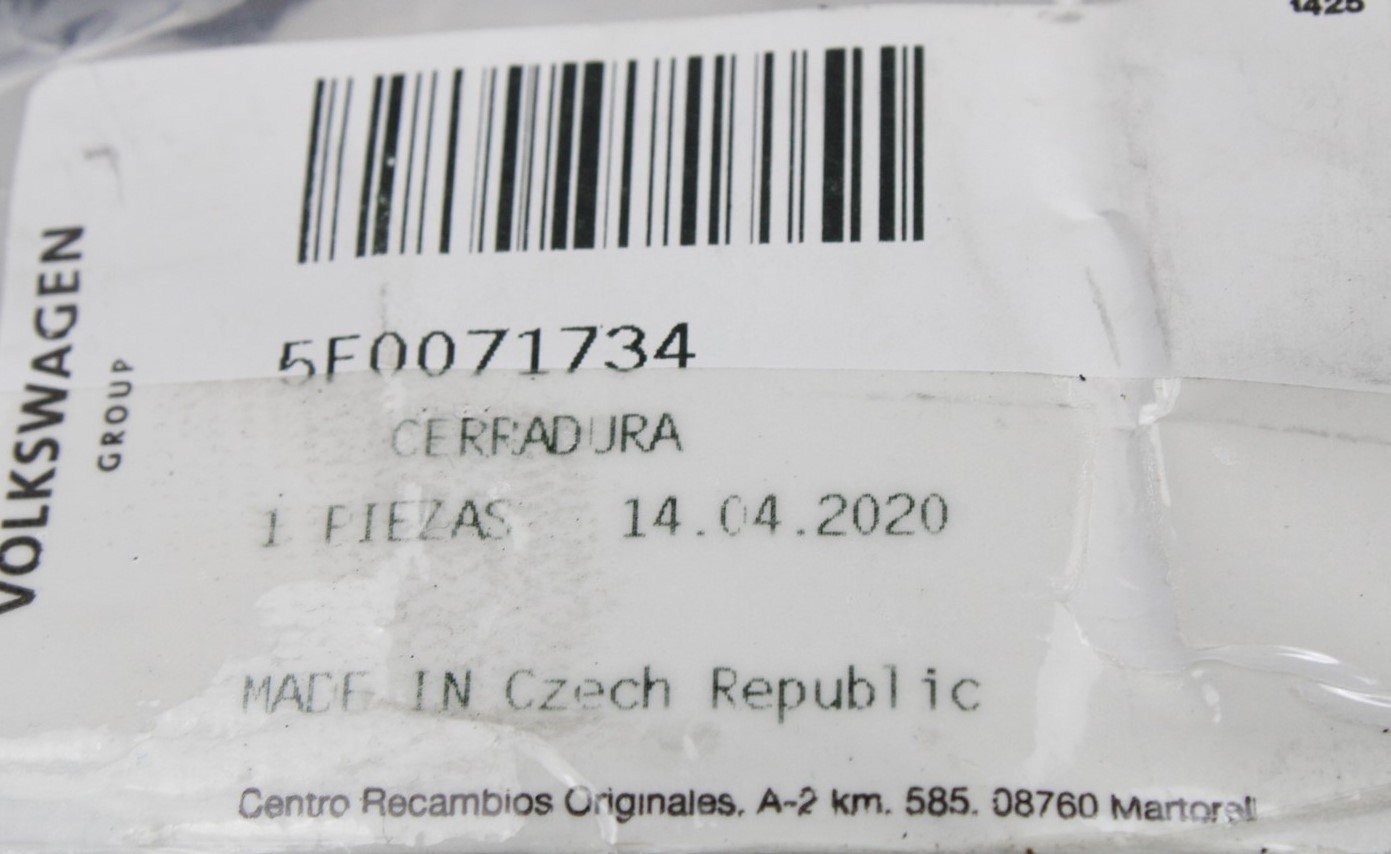 1425
VOLKSWAGEN
GROUP
5F0071734
CERRADURA
1 PIEZAS 14.04.2020
MADE IN Czech Republic
Centro Recambios Originales. A-2 km. 585. 08760 Martorell